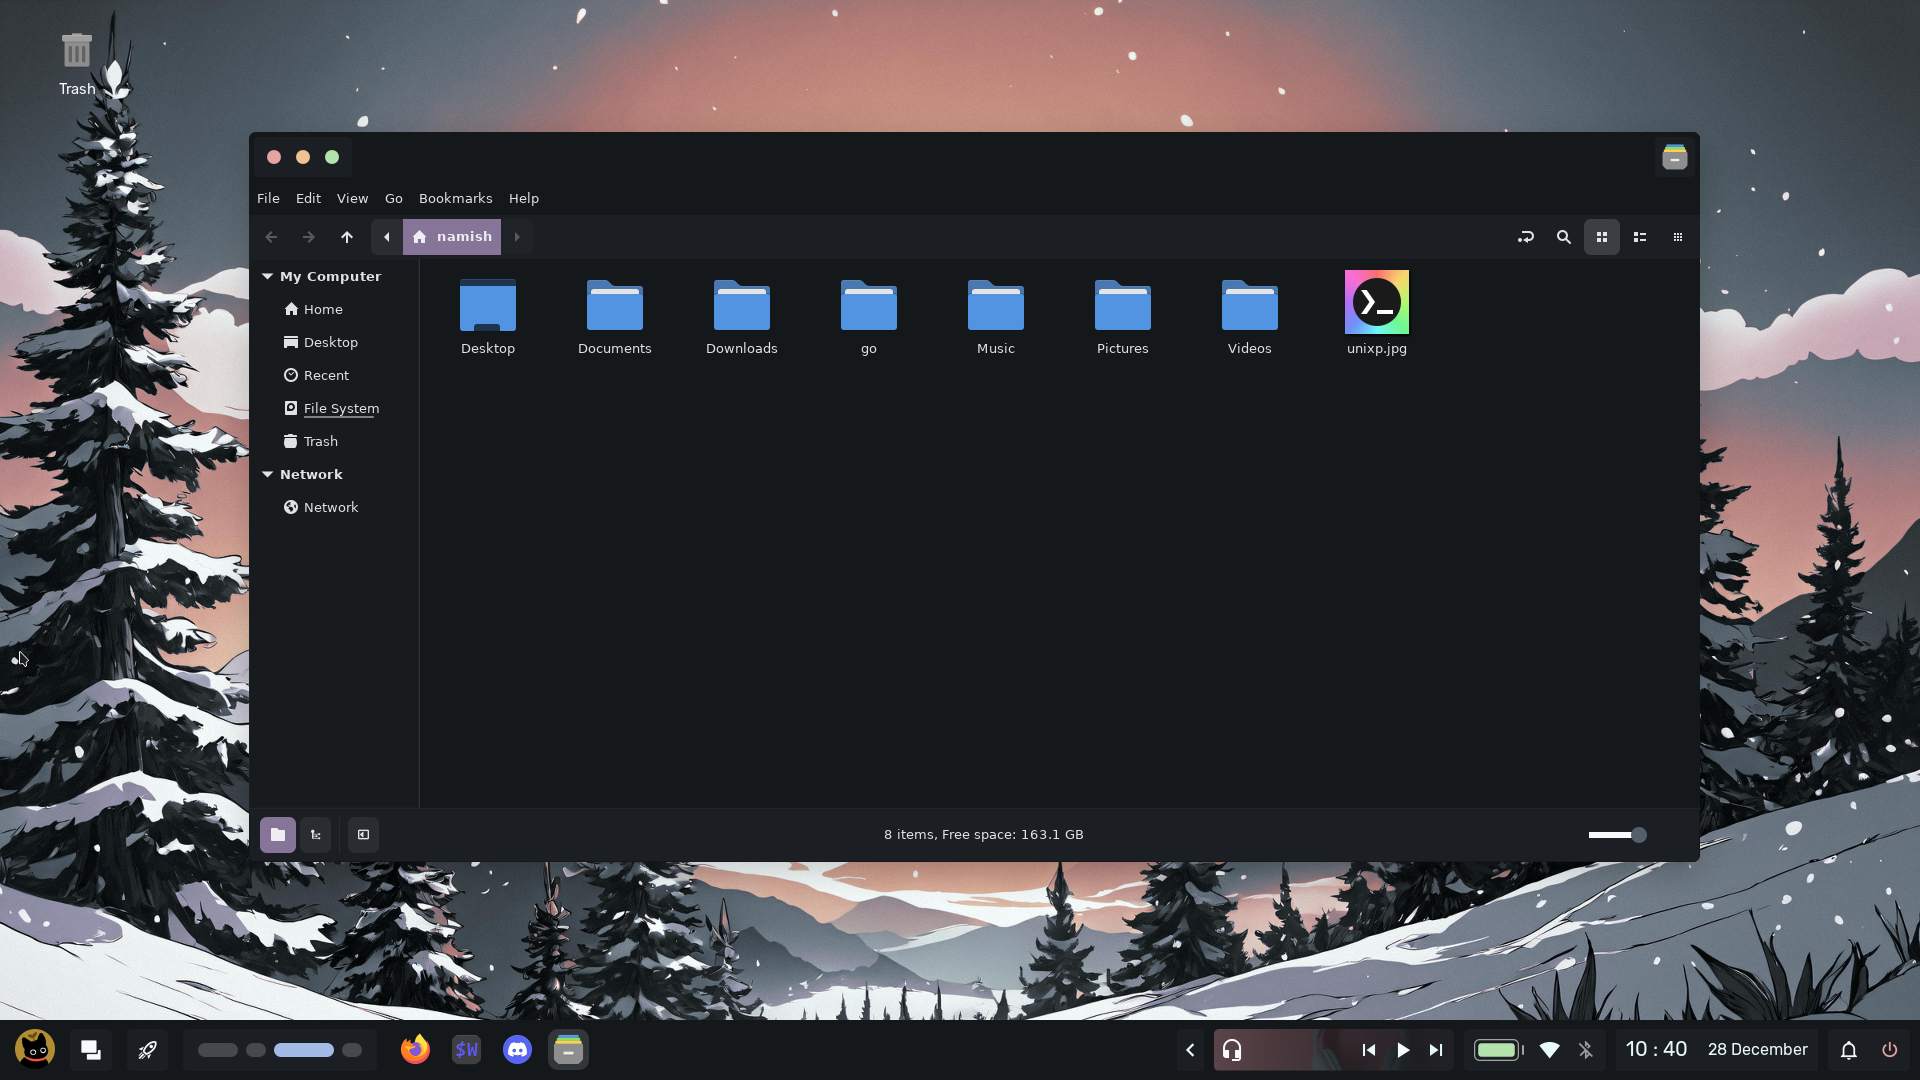 Trash
File Edit View Go Bookmarks Help
namish
My Computer
Home
Desktop
Recent
File System
Trash
Network
Network
Desktop Documents Downloads go Music Pictures Videos unixp.jpg
8 items, Free space: 163.1 GB
$W
10 : 40 28 December